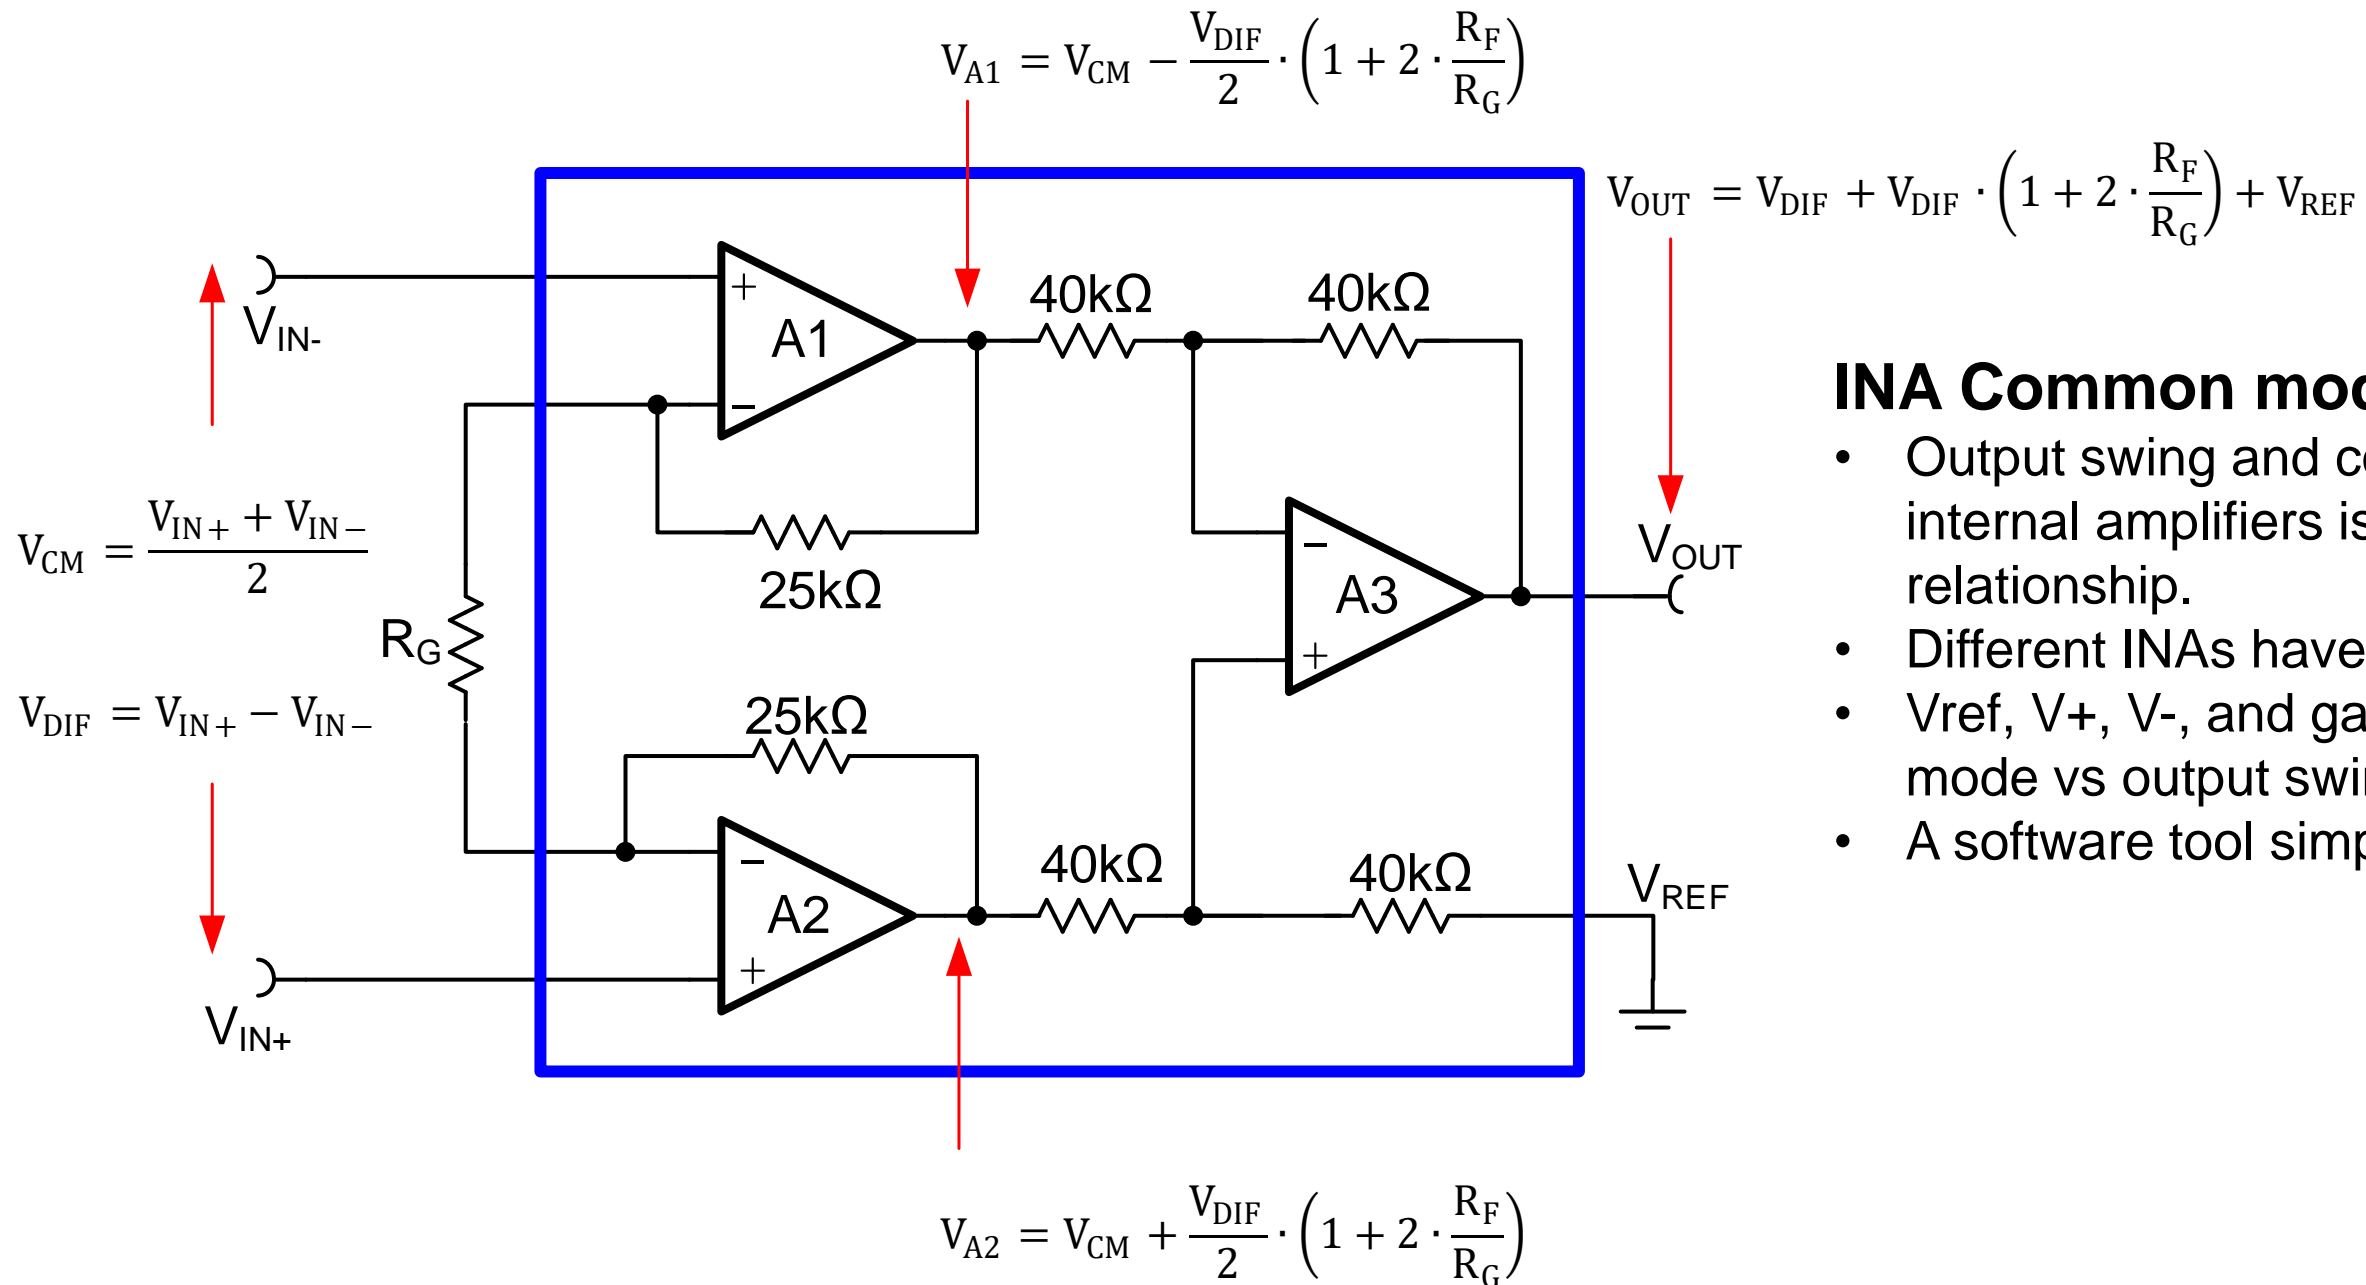 V_A1 = V_CM − V_DIF/2 · (1 + 2 · R_F/R_G)
V_OUT = V_DIF + V_DIF · (1 + 2 · R_F/R_G) + V_REF
V_IN-
+
A1
−
40kΩ
40kΩ
25kΩ
V_CM = (V_IN+ + V_IN−)/2
R_G
V_DIF = V_IN+ − V_IN−
25kΩ
−
A2
+
40kΩ
40kΩ
−
A3
+
V_OUT
V_REF
V_IN+
V_A2 = V_CM + V_DIF/2 · (1 + 2 · R_F/R_G)
INA Common mod
• Output swing and co
internal amplifiers is
relationship.
• Different INAs have
• Vref, V+, V-, and ga
mode vs output swi
• A software tool simp